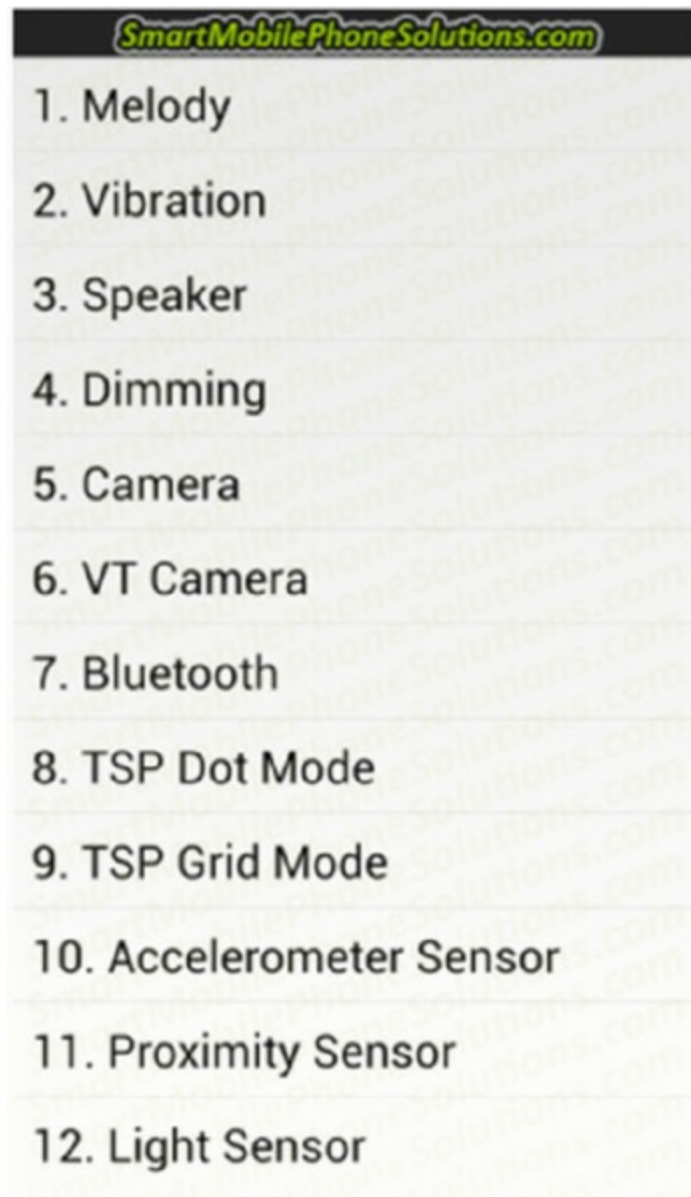 SmartMobilePhoneSolutions.com
1. Melody
2. Vibration
3. Speaker
4. Dimming
5. Camera
6. VT Camera
7. Bluetooth
8. TSP Dot Mode
9. TSP Grid Mode
10. Accelerometer Sensor
11. Proximity Sensor
12. Light Sensor